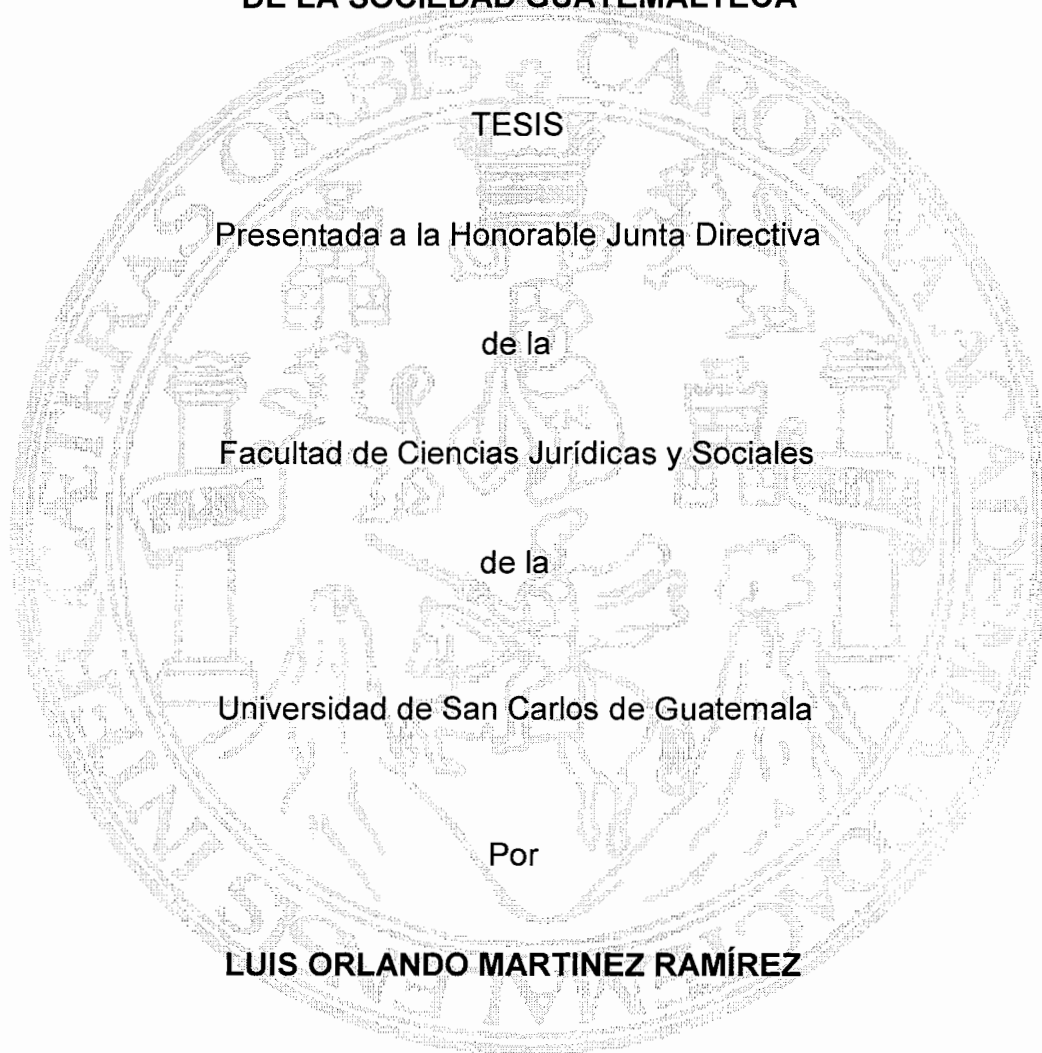 DE LA SOCIEDAD GUATEMALTECA
TESIS
Presentada a la Honorable Junta Directiva
de la
Facultad de Ciencias Jurídicas y Sociales
de la
Universidad de San Carlos de Guatemala
Por
LUIS ORLANDO MARTINEZ RAMÍREZ